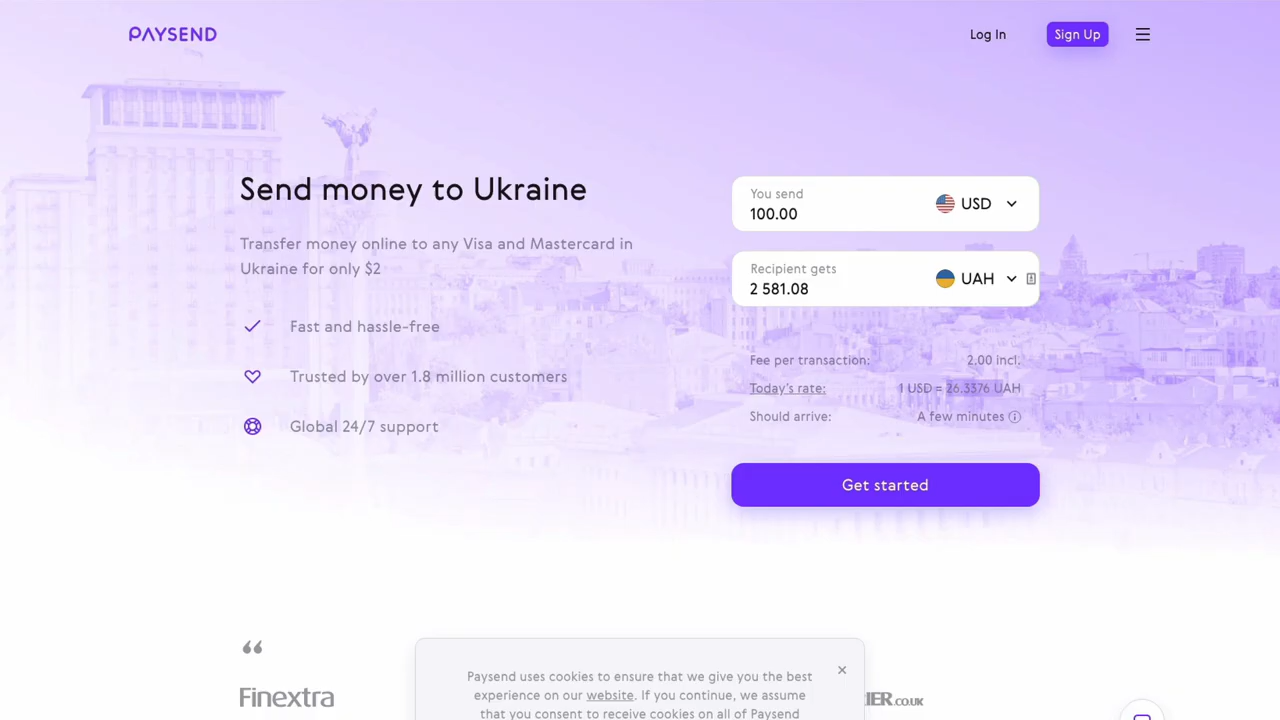 PAYSEND
Log In
Sign Up
Send money to Ukraine
Transfer money online to any Visa and Mastercard in
Ukraine for only $2
Fast and hassle-free
Trusted by over 1.8 million customers
Global 24/7 support
You send
100.00
USD
Recipient gets
2 581.08
UAH
Fee per transaction:
2.00 incl.
Today's rate:
1 USD = 26.3376 UAH
Should arrive:
A few minutes
Get started
“
Finextra
Paysend uses cookies to ensure that we give you the best
experience on our website. If you continue, we assume
that you consent to receive cookies on all of Paysend
.CO.UK